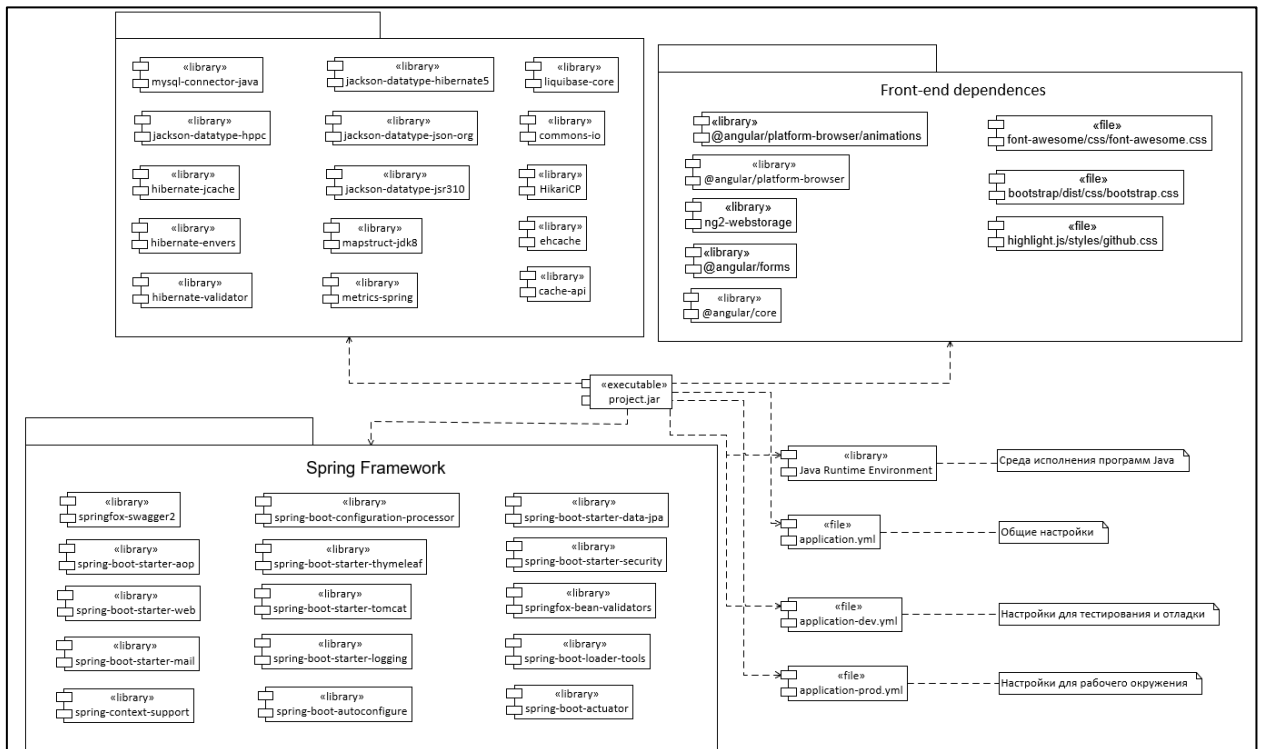 «library»
mysql-connector-java
«library»
jackson-datatype-hibernate5
«library»
liquibase-core
«library»
jackson-datatype-hppc
«library»
jackson-datatype-json-org
«library»
commons-io
«library»
hibernate-jcache
«library»
jackson-datatype-jsr310
«library»
HikariCP
«library»
hibernate-envers
«library»
mapstruct-jdk8
«library»
ehcache
«library»
hibernate-validator
«library»
metrics-spring
«library»
cache-api
Front-end dependences
«library»
@angular/platform-browser/animations
«library»
@angular/platform-browser
«library»
ng2-webstorage
«library»
@angular/forms
«library»
@angular/core
«file»
font-awesome/css/font-awesome.css
«file»
bootstrap/dist/css/bootstrap.css
«file»
highlight.js/styles/github.css
«executable»
project.jar
Spring Framework
«library»
springfox-swagger2
«library»
spring-boot-configuration-processor
«library»
spring-boot-starter-data-jpa
«library»
spring-boot-starter-aop
«library»
spring-boot-starter-thymeleaf
«library»
spring-boot-starter-security
«library»
spring-boot-starter-web
«library»
spring-boot-starter-tomcat
«library»
springfox-bean-validators
«library»
spring-boot-starter-mail
«library»
spring-boot-starter-logging
«library»
spring-boot-loader-tools
«library»
spring-context-support
«library»
spring-boot-autoconfigure
«library»
spring-boot-actuator
«library»
Java Runtime Environment
Среда исполнения программ Java
«file»
application.yml
Общие настройки
«file»
application-dev.yml
Настройки для тестирования и отладки
«file»
application-prod.yml
Настройки для рабочего окружения